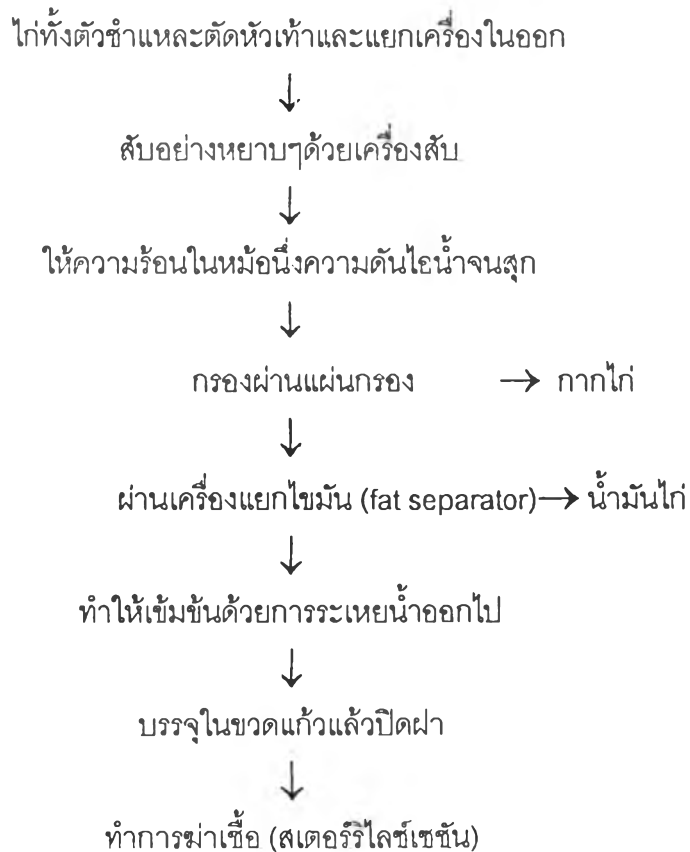 ไก่ทั้งตัวชำแหละตัดหัวเท้าและแยกเครื่องในออก
↓
สับอย่างหยาบๆด้วยเครื่องสับ
↓
ให้ความร้อนในหม้อนึ่งความดันไอน้ำจนสุก
↓
กรองผ่านแผ่นกรอง → กากไก่
↓
ผ่านเครื่องแยกไขมัน (fat separator)→ น้ำมันไก่
↓
ทำให้เข้มข้นด้วยการระเหยน้ำออกไป
↓
บรรจุในขวดแก้วแล้วปิดฝา
↓
ทำการฆ่าเชื้อ (สเตอร์ริไลซ์เซชัน)